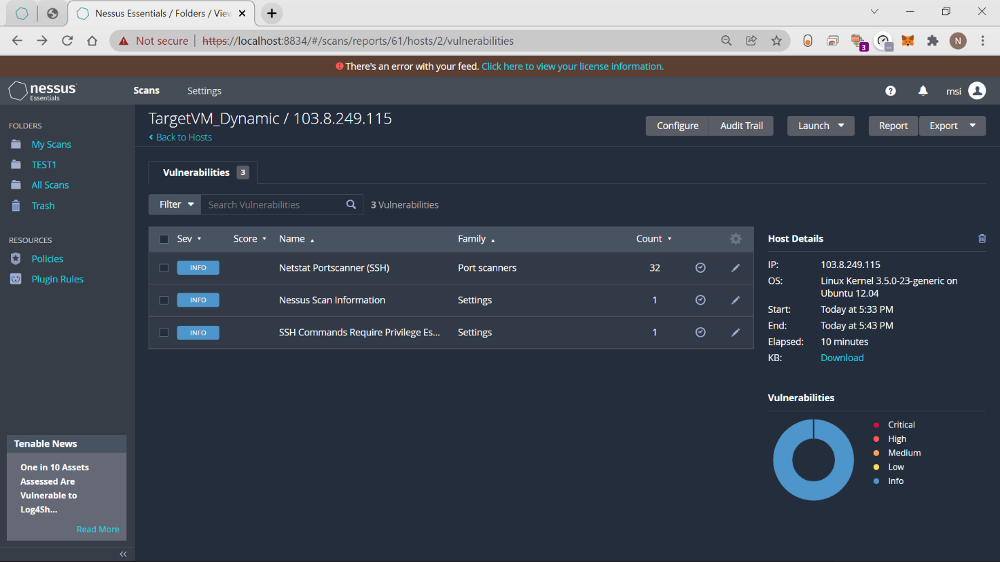 Nessus Essentials / Folders / View
Not secure
https://localhost:8834/#/scans/reports/61/hosts/2/vulnerabilities
3
N
There's an error with your feed. Click here to view your license information.
nessus
Essentials
Scans
Settings
msi
FOLDERS
My Scans
TEST1
All Scans
Trash
RESOURCES
Policies
Plugin Rules
Tenable News
One in 10 Assets
Assessed Are
Vulnerable to
Log4Sh...
Read More
TargetVM_Dynamic / 103.8.249.115
Back to Hosts
Configure
Audit Trail
Launch
Report
Export
Vulnerabilities 3
Filter
Search Vulnerabilities
3 Vulnerabilities
Sev Score Name Family Count
INFO Netstat Portscanner (SSH) Port scanners 32
INFO Nessus Scan Information Settings 1
INFO SSH Commands Require Privilege Es... Settings 1
Host Details
IP: 103.8.249.115
OS: Linux Kernel 3.5.0-23-generic on
Ubuntu 12.04
Start: Today at 5:33 PM
End: Today at 5:43 PM
Elapsed: 10 minutes
KB: Download
Vulnerabilities
Critical
High
Medium
Low
Info